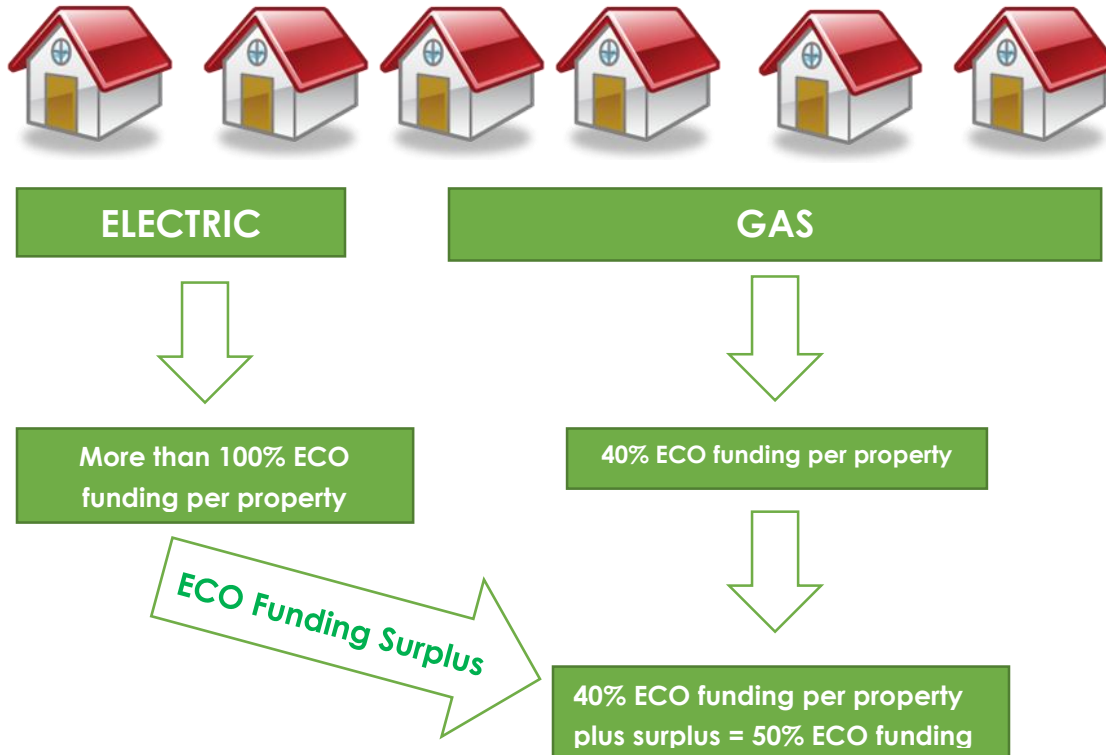 ELECTRIC
GAS
More than 100% ECO
funding per property
40% ECO funding per property
ECO Funding Surplus
40% ECO funding per property
plus surplus = 50% ECO funding